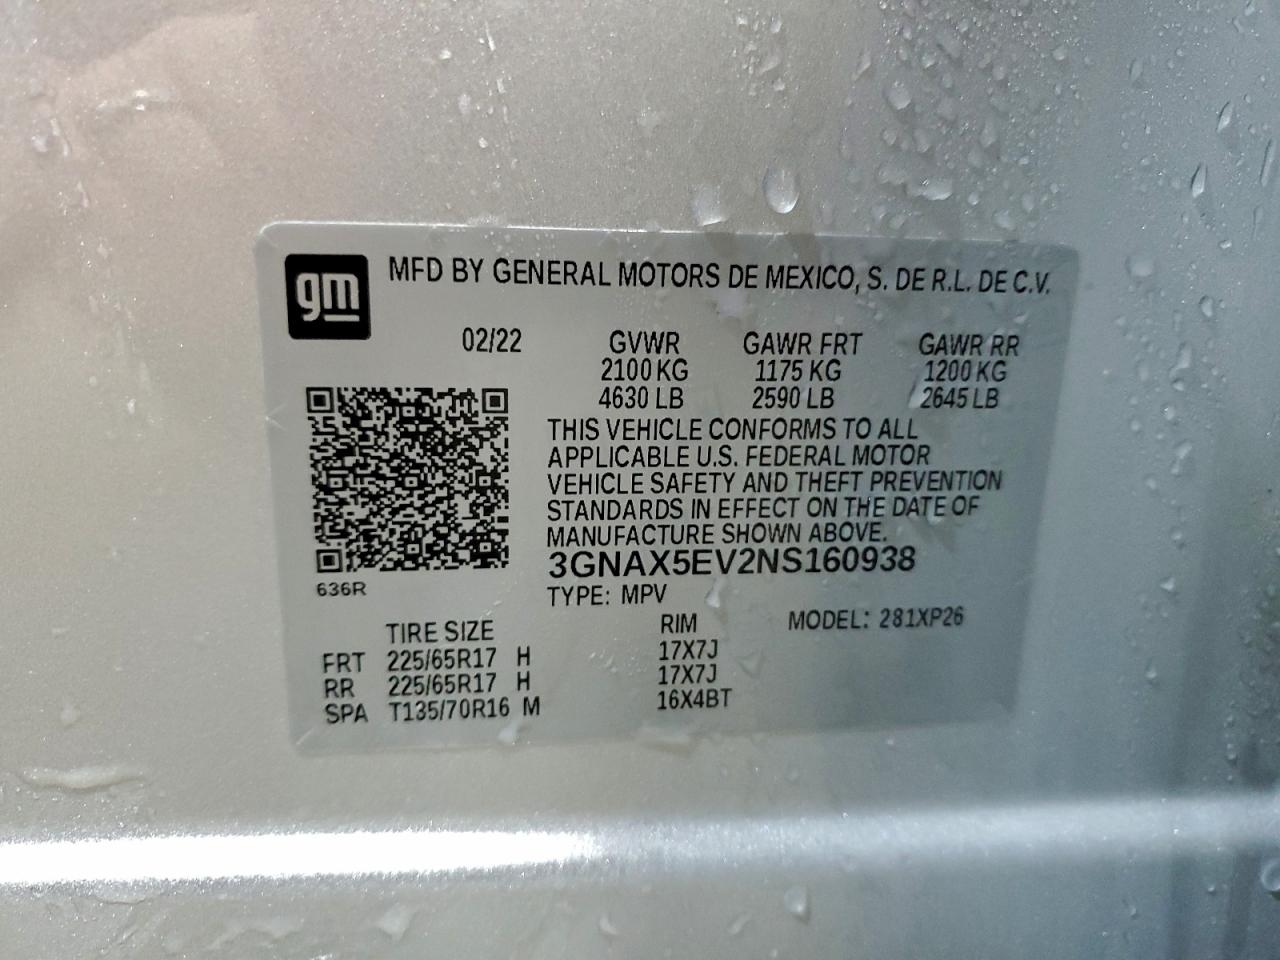 gm
MFD BY GENERAL MOTORS DE MEXICO, S. DE R.L. DE C.V.
02/22 GVWR GAWR FRT GAWR RR
2100 KG 1175 KG 1200 KG
4630 LB 2590 LB 2645 LB
THIS VEHICLE CONFORMS TO ALL
APPLICABLE U.S. FEDERAL MOTOR
VEHICLE SAFETY AND THEFT PREVENTION
STANDARDS IN EFFECT ON THE DATE OF
MANUFACTURE SHOWN ABOVE.
3GNAX5EV2NS160938
636R
TYPE: MPV
TIRE SIZE RIM MODEL: 281XP26
FRT 225/65R17 H 17X7J
RR 225/65R17 H 17X7J
SPA T135/70R16 M 16X4BT